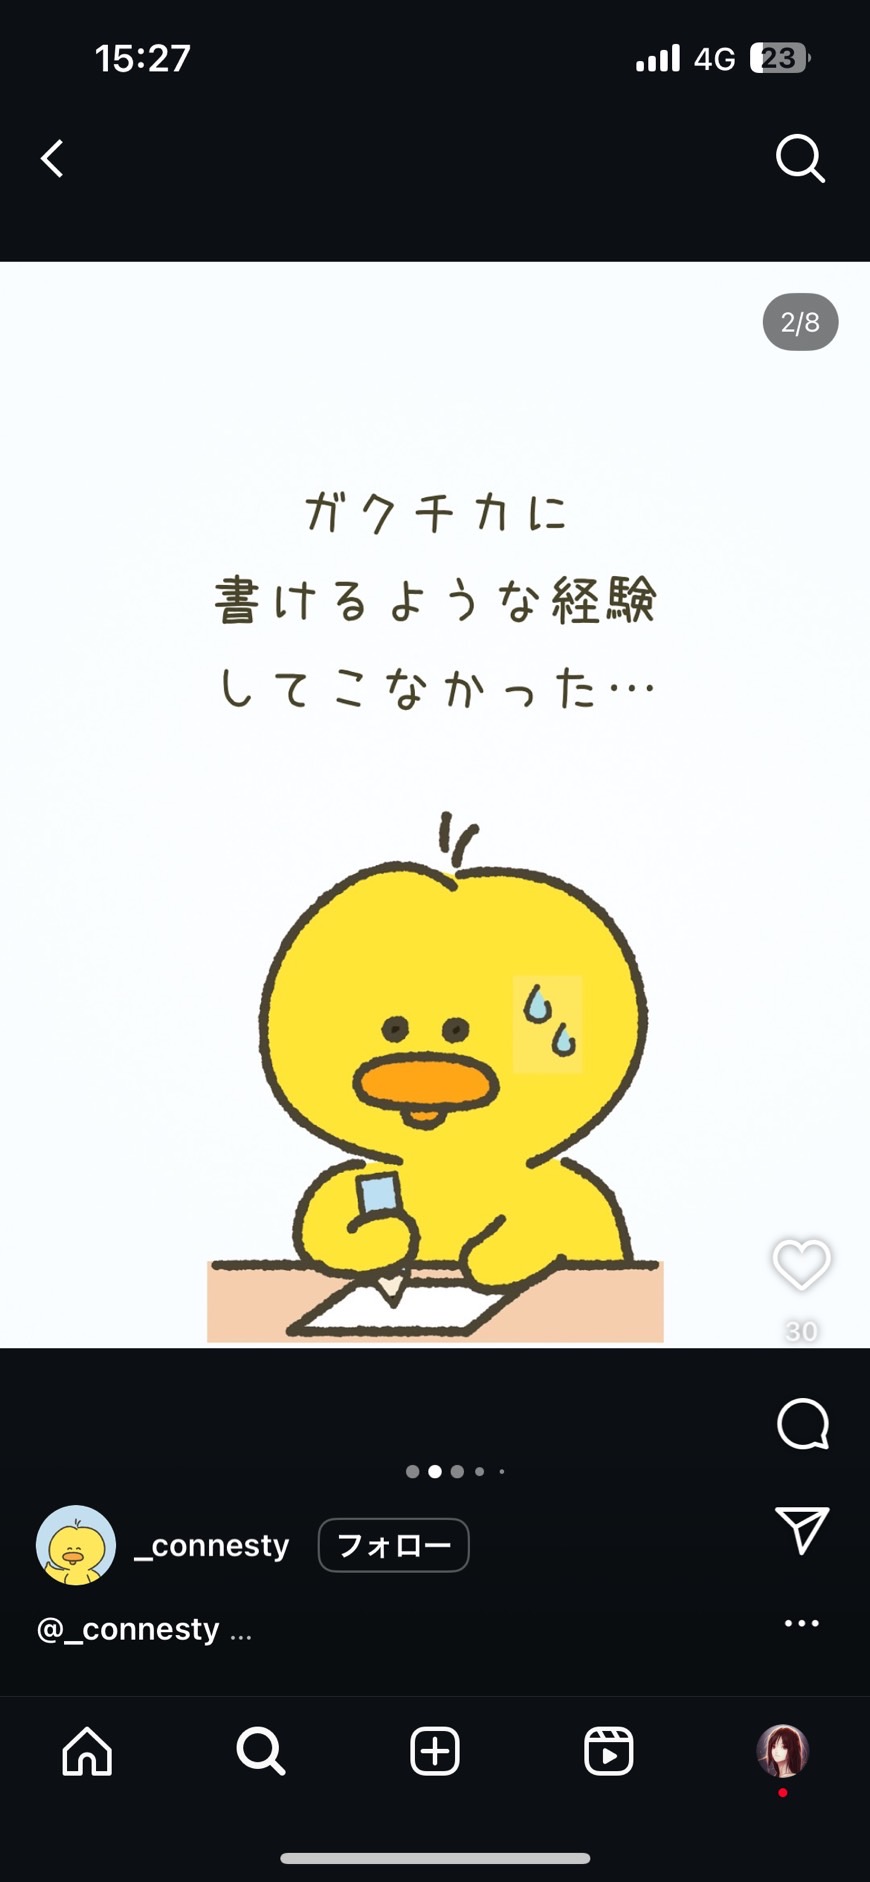 15:27
4G 23
2/8
ガクチカに
書けるような経験
してこなかった…
30
_connesty フォロー
@_connesty ...